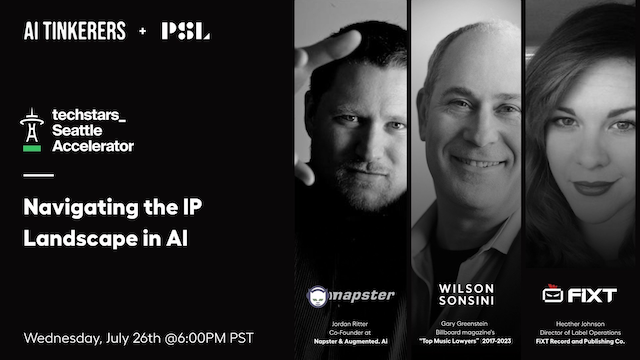 AI TINKERERS + PSL
techstars_
Seattle
Accelerator
Navigating the IP
Landscape in AI
Wednesday, July 26th @6:00PM PST
napster
Jordan Ritter
Co-Founder at
Napster & Augmented. Ai
WILSON
SONSINI
Gary Greenstein
Billboard magazine's
"Top Music Lawyers" (2017-2023)
FiXT
Heather Johnson
Director of Label Operations
FiXT Record and Publishing Co.